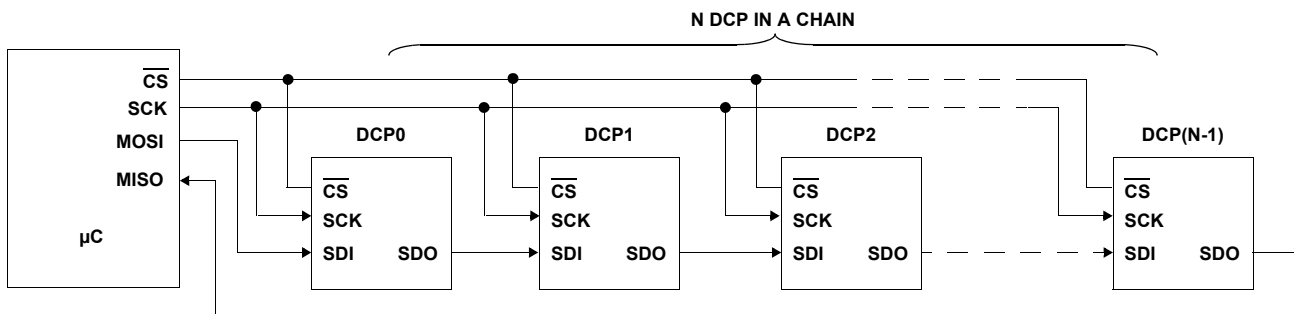 N DCP IN A CHAIN
CS
SCK
MOSI
MISO
µC
DCP0
CS
SCK
SDI SDO
DCP1
CS
SCK
SDI SDO
DCP2
CS
SCK
SDI SDO
DCP(N-1)
CS
SCK
SDI SDO